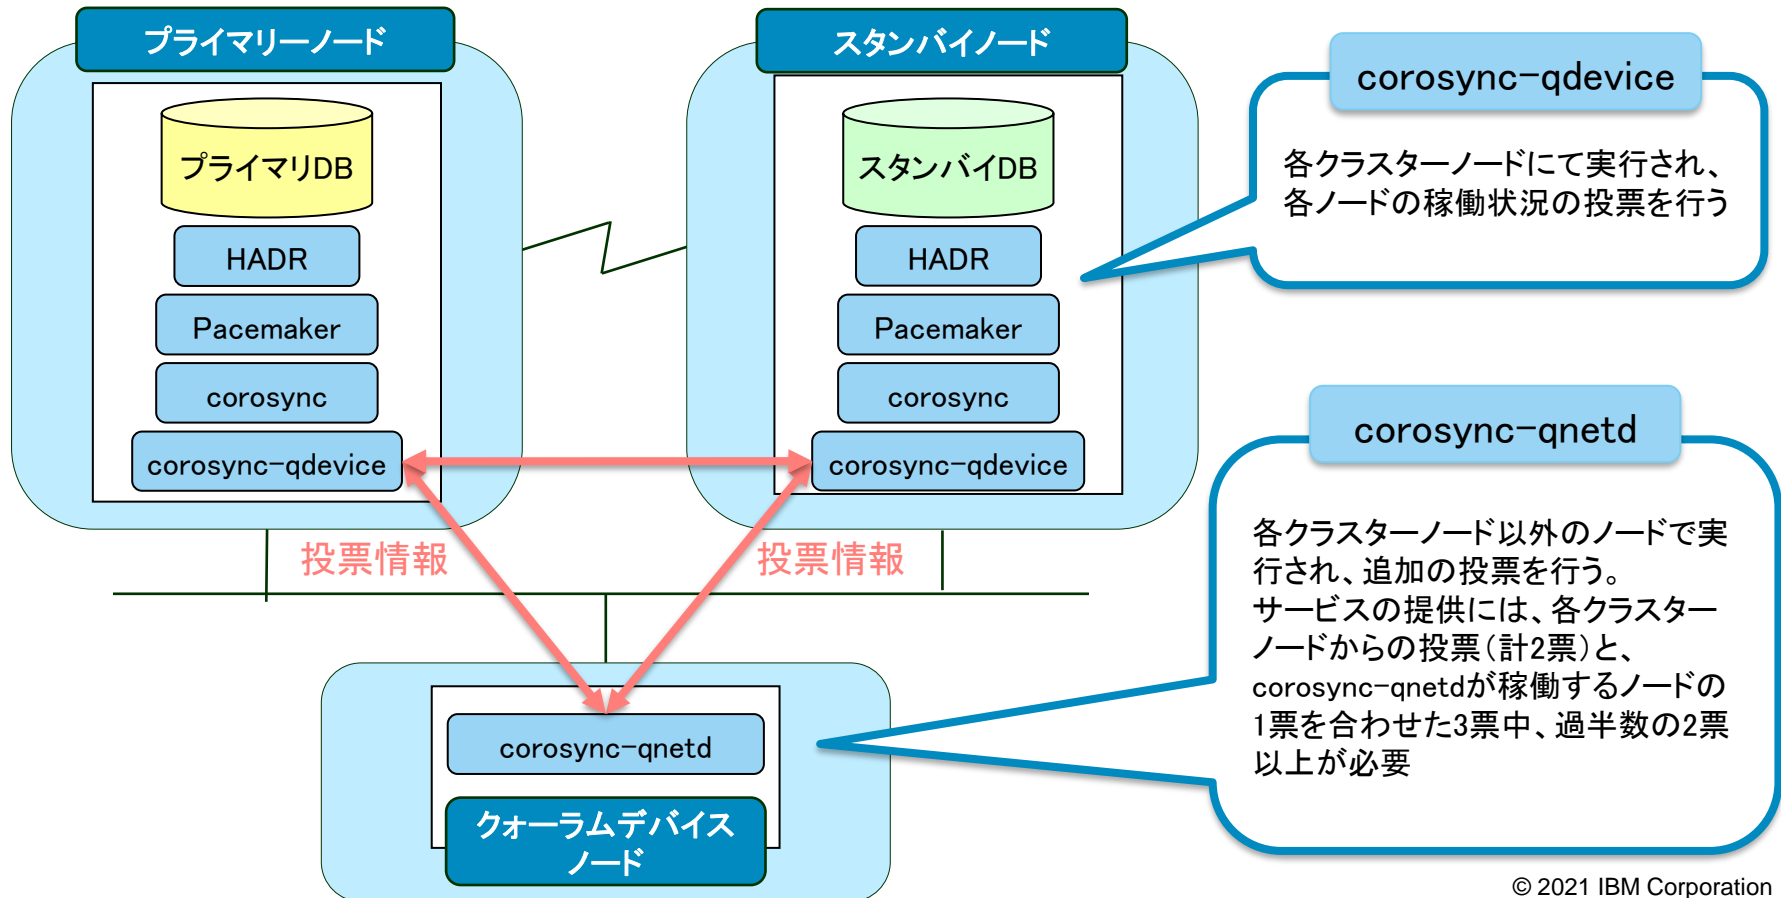 プライマリーノード
プライマリDB
HADR
Pacemaker
corosync
corosync-qdevice
スタンバイノード
スタンバイDB
HADR
Pacemaker
corosync
corosync-qdevice
corosync-qdevice
各クラスターノードにて実行され、
各ノードの稼働状況の投票を行う
投票情報
投票情報
corosync-qnetd
クォーラムデバイス
ノード
corosync-qnetd
各クラスターノード以外のノードで実
行され、追加の投票を行う。
サービスの提供には、各クラスター
ノードからの投票（計2票）と、
corosync-qnetdが稼働するノードの
1票を合わせた3票中、過半数の2票
以上が必要
© 2021 IBM Corporation